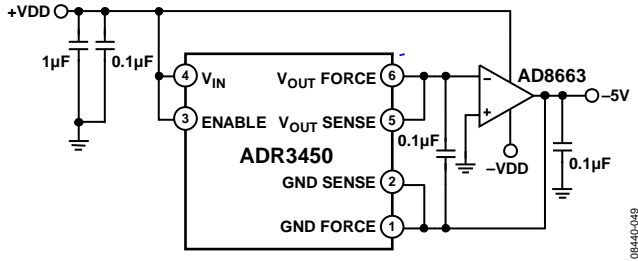 +VDD
1µF
0.1µF
4
VIN
VOUT FORCE
6
AD8663
–
–5V
3
ENABLE
VOUT SENSE
5
+
ADR3450
0.1µF
–VDD
0.1µF
GND SENSE
2
GND FORCE
1
08440-049